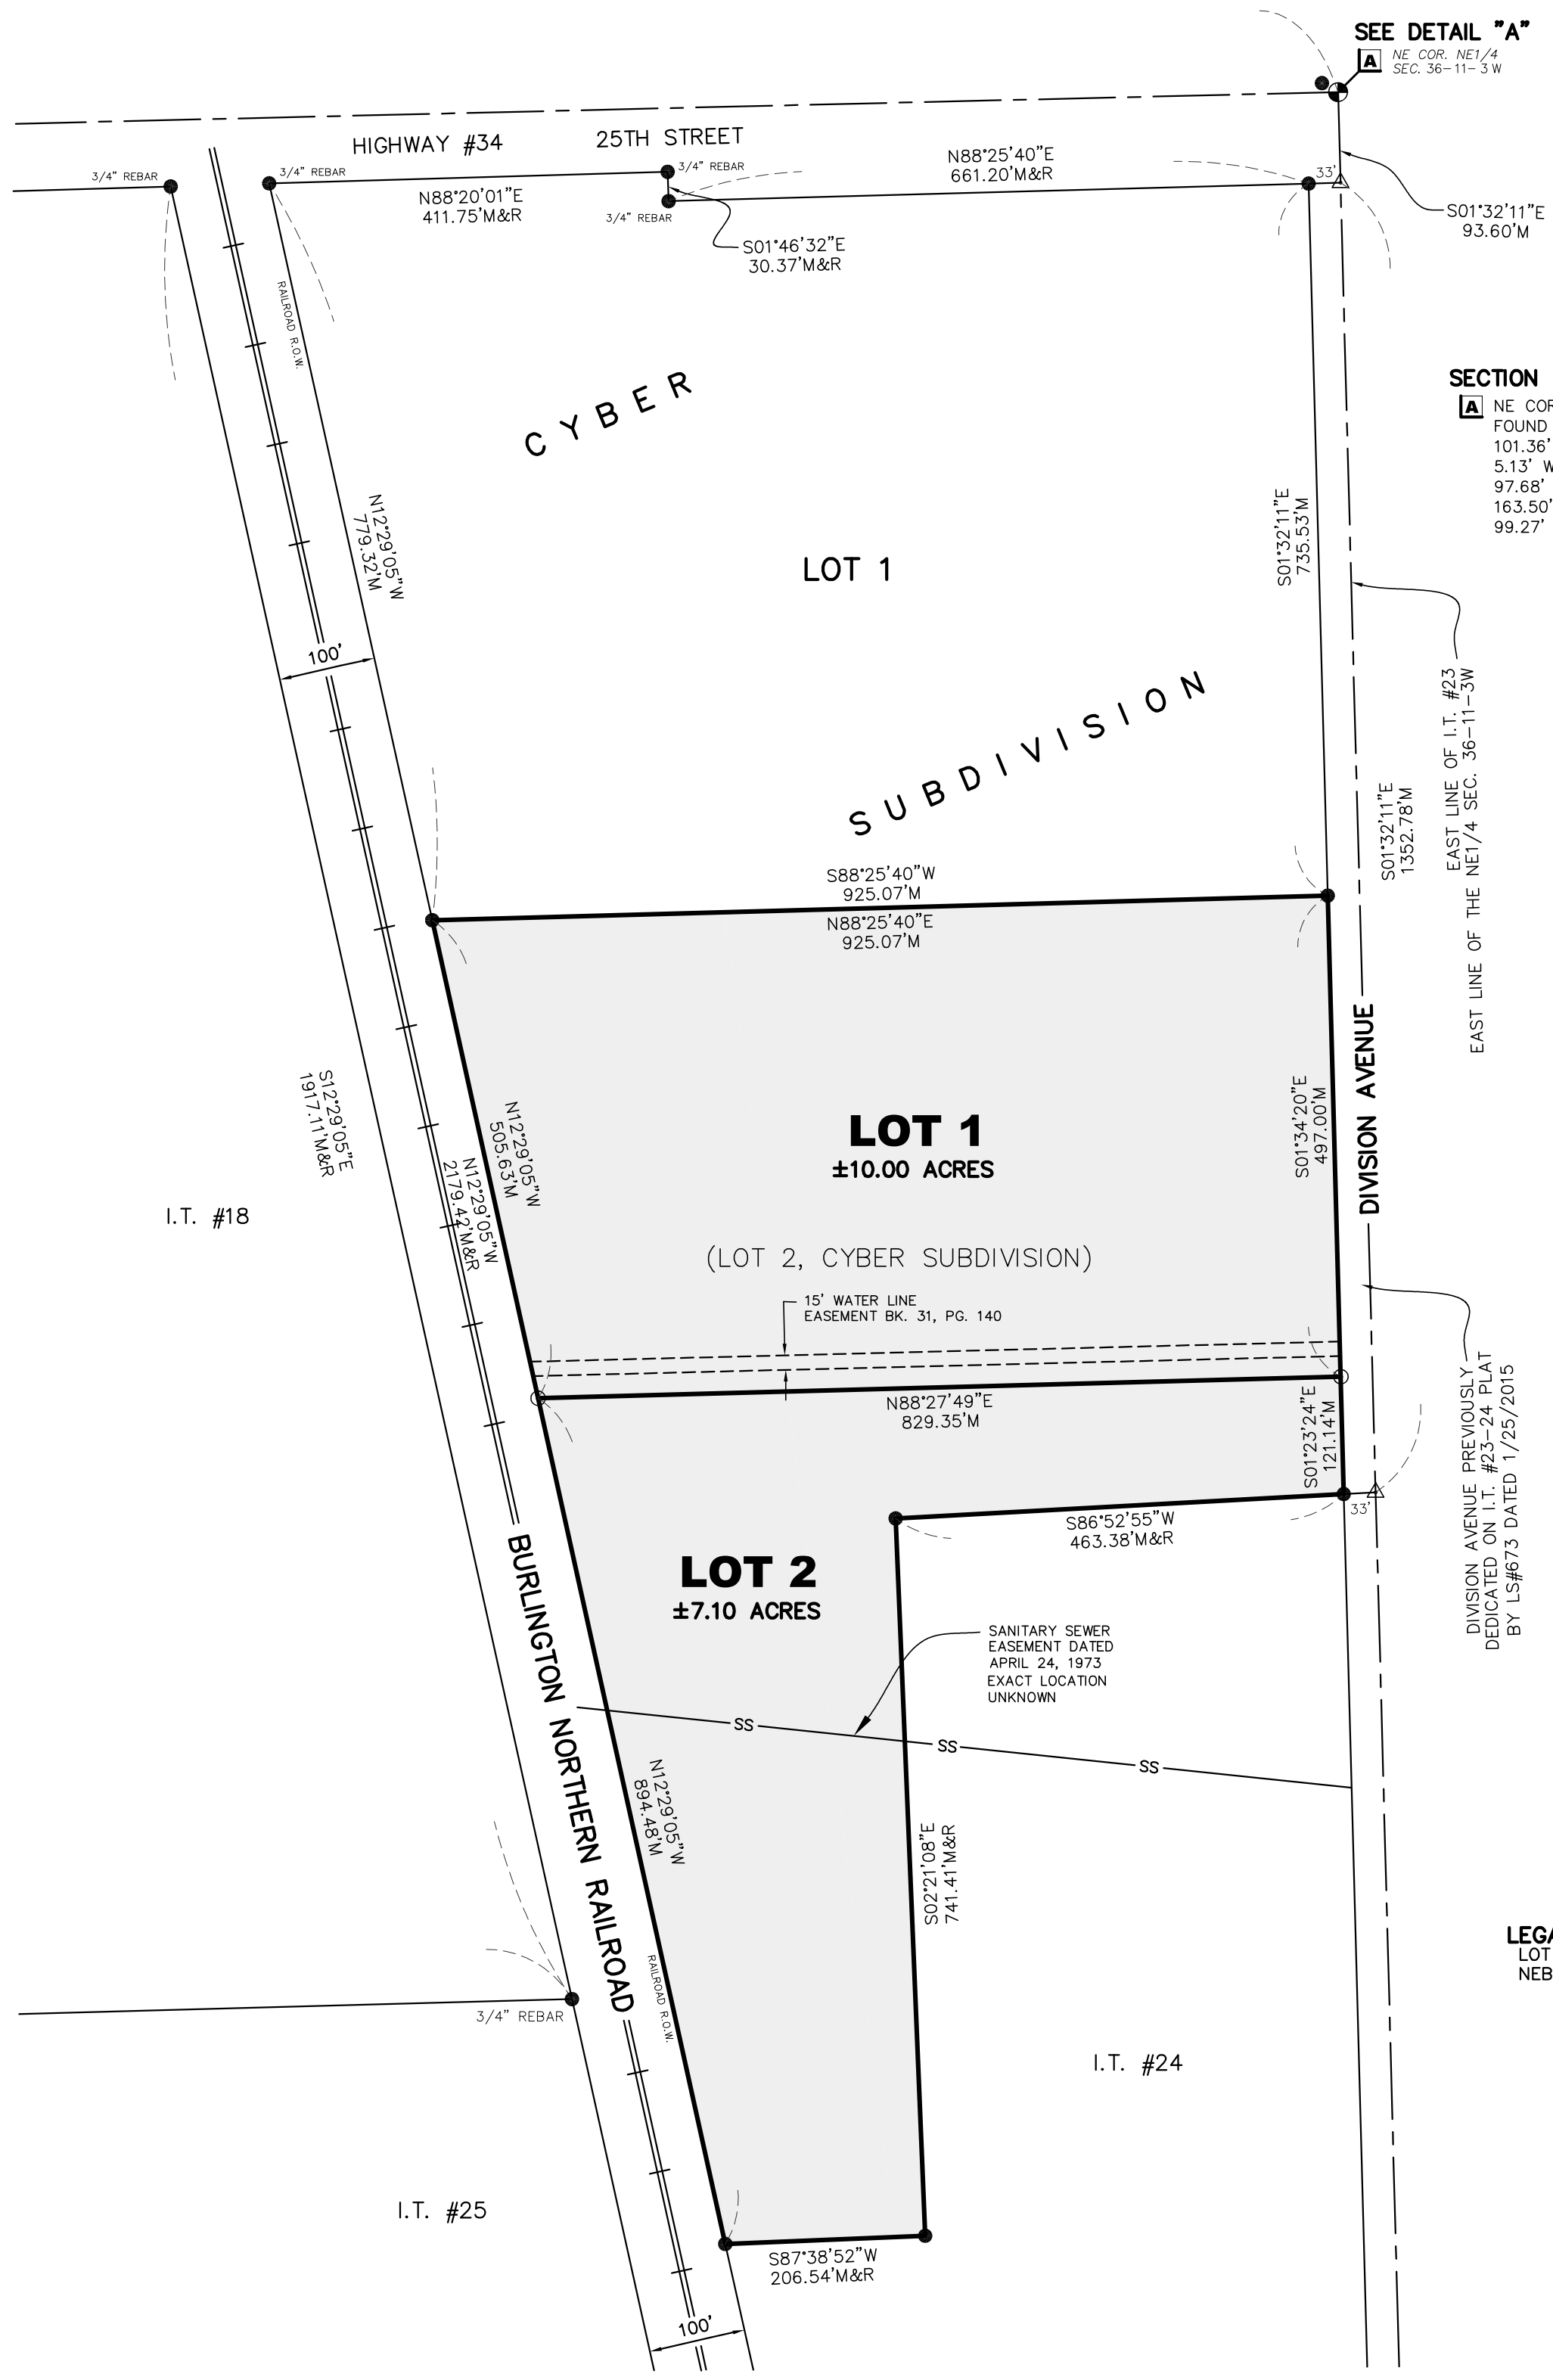 SEE DETAIL "A"
A NE COR. NE1/4
SEC. 36-11-3 W
HIGHWAY #34
25TH STREET
3/4" REBAR
3/4" REBAR
3/4" REBAR
N88°25'40"E
661.20'M&R
33'
N88°20'01"E
411.75'M&R
3/4" REBAR
S01°32'11"E
93.60'M
S01°46'32"E
30.37'M&R
RAILROAD R.O.W.
CYBER
SECTION
A NE COR
FOUND
101.36'
5.13' W
97.68'
163.50'
99.27'
N12°29'05"W
779.32'M
LOT 1
S01°32'11"E
735.53'M
100'
SUBDIVISION
EAST LINE OF I.T. #23
EAST LINE OF THE NE1/4 SEC. 36-11-3W
S01°32'11"E
1352.78'M
S88°25'40"W
925.07'M
N88°25'40"E
925.07'M
DIVISION AVENUE
S12°29'05"E
1917.11'M&R
N12°29'05"W
505.63'M
N12°29'05"W
2179.42'M&R
LOT 1
±10.00 ACRES
S01°34'20"E
497.00'M
I.T. #18
(LOT 2, CYBER SUBDIVISION)
15' WATER LINE
EASEMENT BK. 31, PG. 140
N88°27'49"E
829.35'M
S01°23'24"E
121.14'M
DIVISION AVENUE PREVIOUSLY
DEDICATED ON I.T. #23-24 PLAT
BY LS#673 DATED 1/25/2015
33'
S86°52'55"W
463.38'M&R
LOT 2
±7.10 ACRES
BURLINGTON NORTHERN RAILROAD
SANITARY SEWER
EASEMENT DATED
APRIL 24, 1973
EXACT LOCATION
UNKNOWN
SS
SS
SS
N12°29'05"W
894.48'M
S02°21'08"E
741.41'M&R
RAILROAD R.O.W.
LEGA
LOT
NEB
3/4" REBAR
I.T. #24
I.T. #25
S87°38'52"W
206.54'M&R
100'